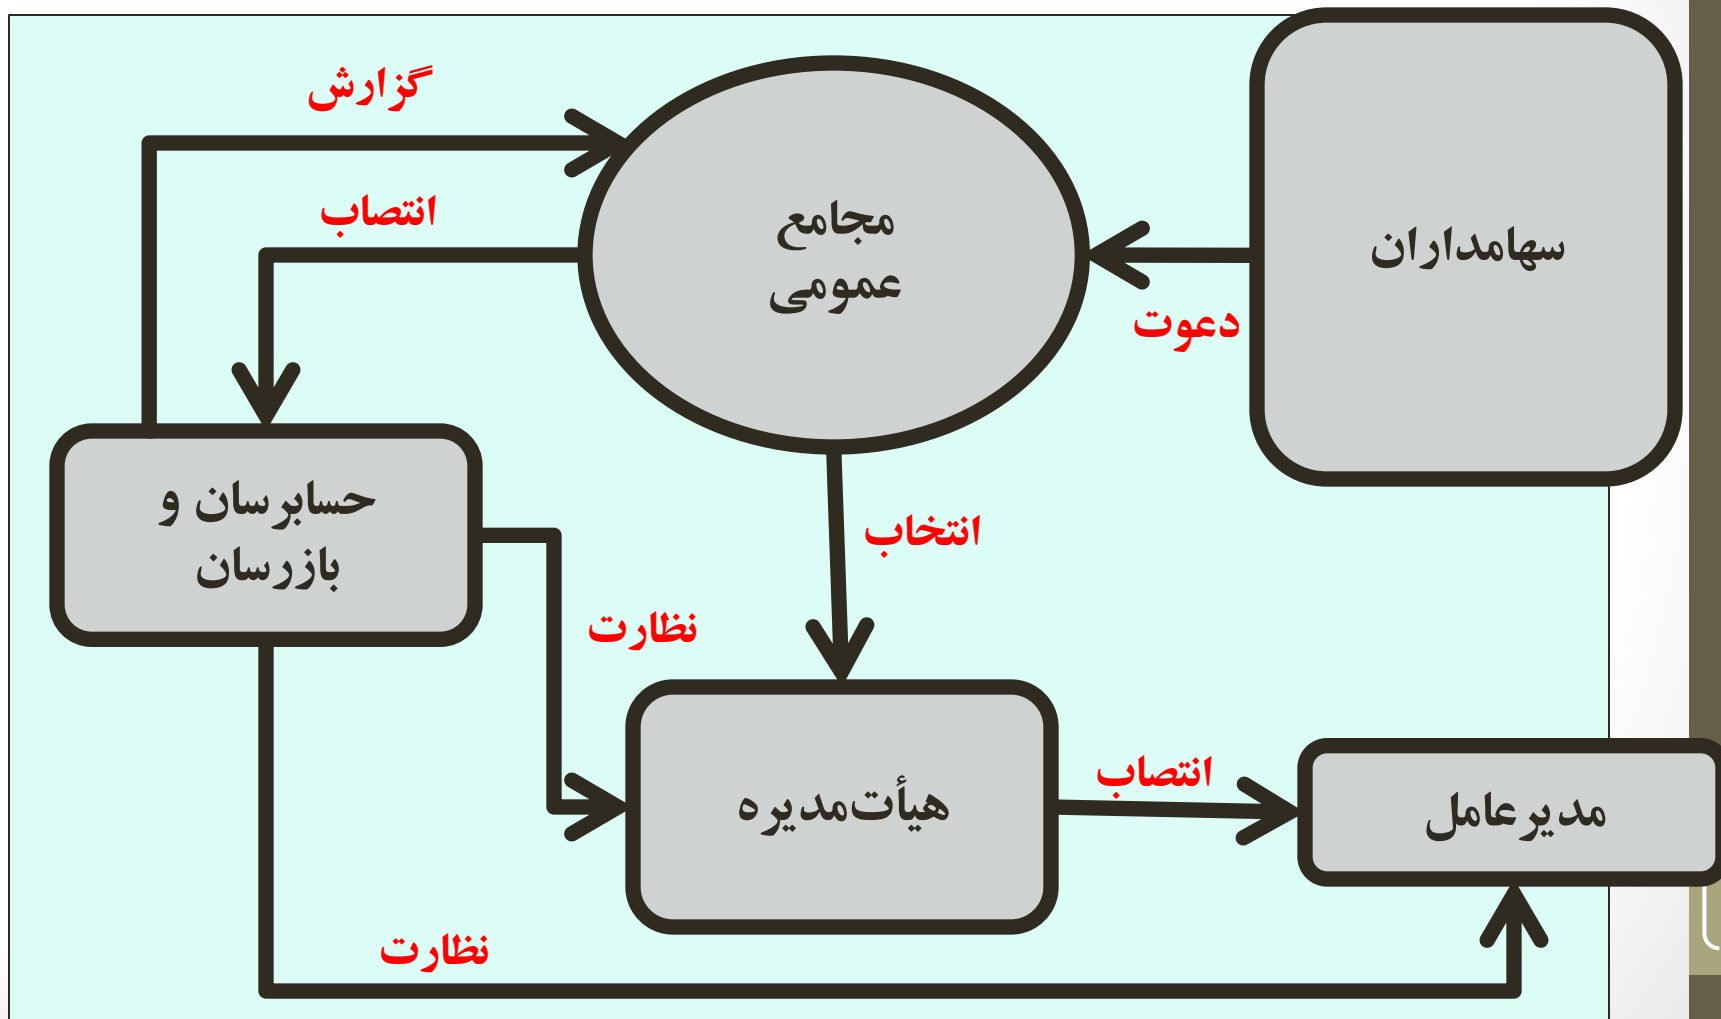 گزارش
انتصاب
مجامع
عمومی
سهامداران
دعوت
حسابرسان و
بازرسان
انتخاب
نظارت
هیأت‌مدیره
انتصاب
مدیرعامل
نظارت